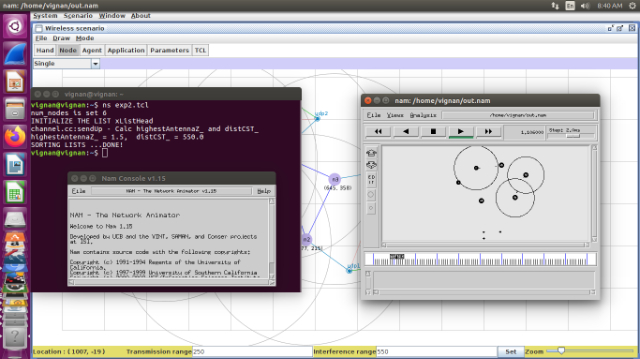 nam: /home/vignan/out.nam
En
8:40 AM
System Scenario Window About
Wireless scenario
File Draw Mode
Hand Node Agent Application Parameters TCL
Single
vignan@vignan: ~
vignan@vignan:~$ ns exp2.tcl
num_nodes is set 6
INITIALIZE THE LIST xListHead
channel.cc:sendUp - Calc highestAntennaZ_ and distCST_
highestAntennaZ_ = 1.5, distCST_ = 550.0
SORTING LISTS ...DONE!
vignan@vignan:~$
udp2
n1
(645, 350)
n2
Nam Console v1.15
File NAM - The Network Animator v1.15 Help
NAM - The Network Animator
Welcome to Nam 1.15
Developed by UCB and the VINT, SAMAN, and Conser projects
at ISI.
Nam contains source code with the following copyrights:
Copyright (c) 1991-1994 Regents of the University of
California.
Copyright (c) 1997-1999 University of Southern California
nam: /home/vignan/out.nam
File Views Analysis /home/vignan/out.nam
Step: 2.0ms
Location : ( 1007, -19 ) Transmission range 250 Interference range 550 Set Zoom